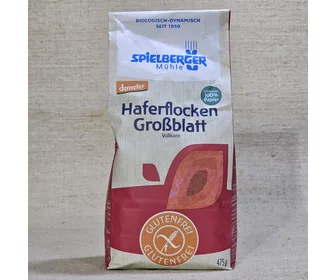 BIOLOGISCH-DYNAMISCH
SEIT 1959
SPIELBERGER
Mühle
demeter
100% Papier
Haferflocken
Großblatt
Vollkorn
GLUTENFREI
GLUTENFREI
475g